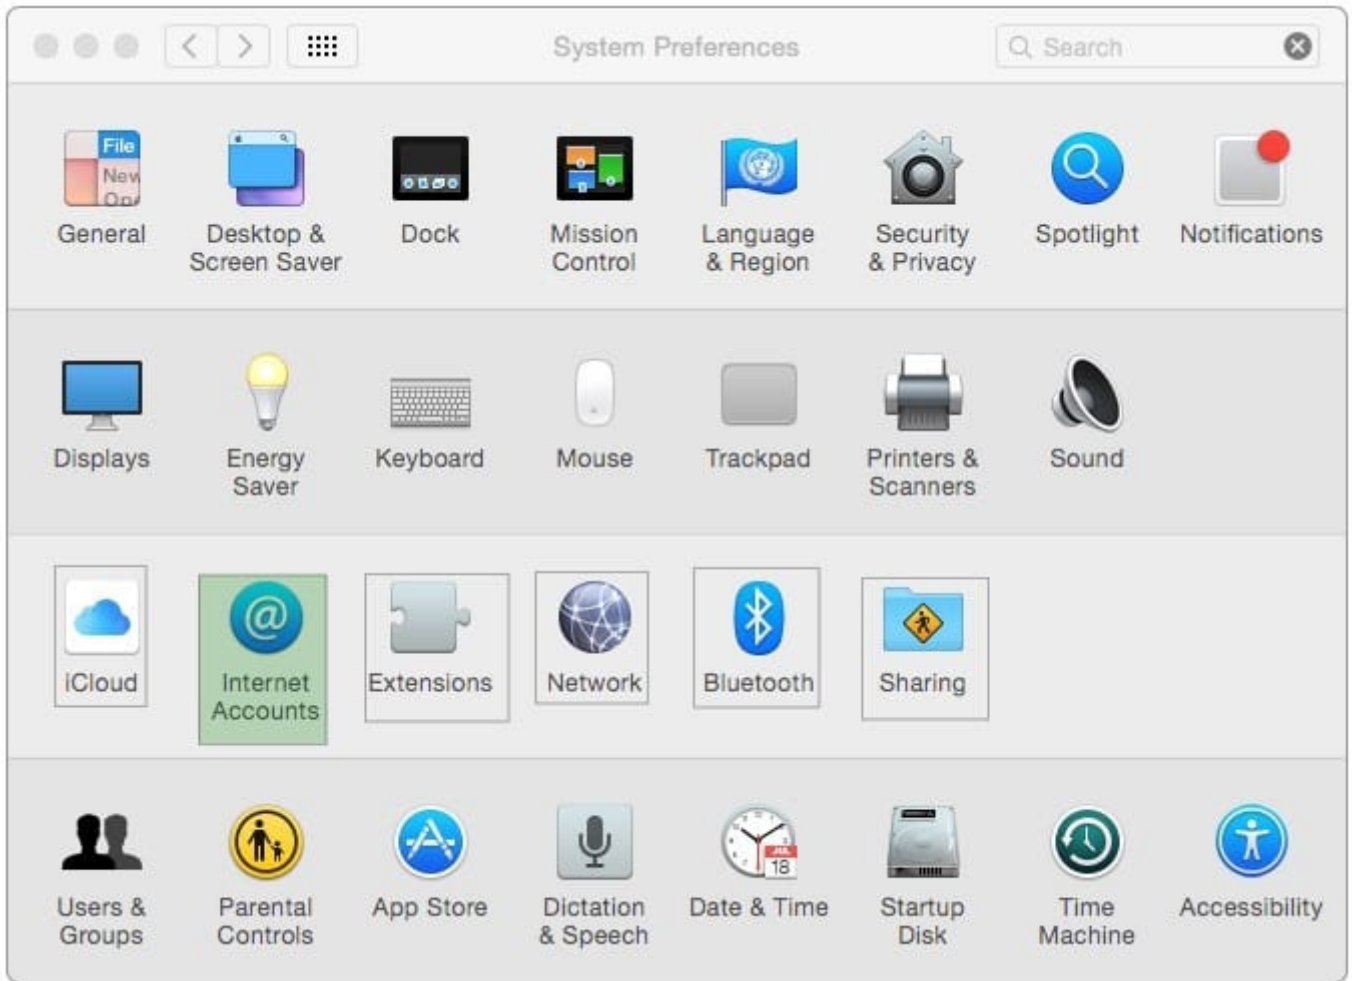 System Preferences
Search
File
New
Ope
General
Desktop &
Screen Saver
Dock
Mission
Control
Language
& Region
Security
& Privacy
Spotlight
Notifications
Displays
Energy
Saver
Keyboard
Mouse
Trackpad
Printers &
Scanners
Sound
@
iCloud
Internet
Accounts
Extensions
Network
Bluetooth
Sharing
JUL
18
Users &
Groups
Parental
Controls
App Store
Dictation
& Speech
Date & Time
Startup
Disk
Time
Machine
Accessibility